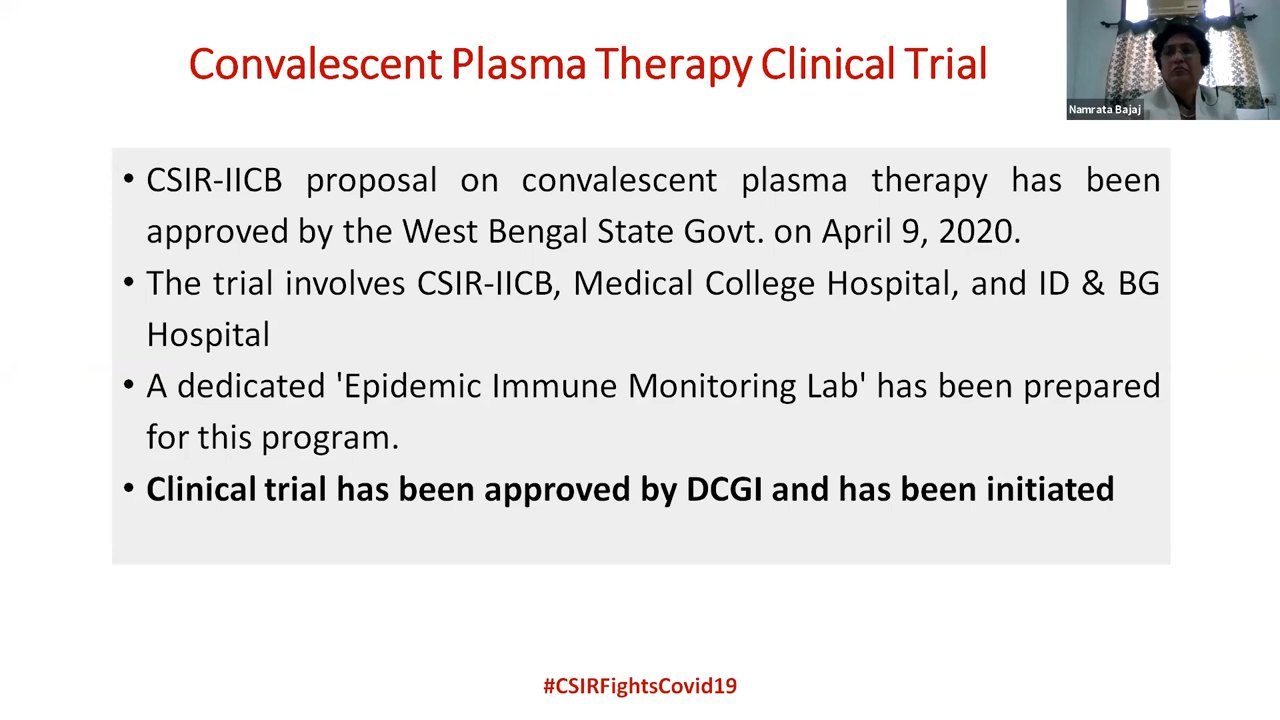 Convalescent Plasma Therapy Clinical Trial
Namrata Bajaj
• CSIR-IICB proposal on convalescent plasma therapy has been
approved by the West Bengal State Govt. on April 9, 2020.
• The trial involves CSIR-IICB, Medical College Hospital, and ID & BG
Hospital
• A dedicated 'Epidemic Immune Monitoring Lab' has been prepared
for this program.
• Clinical trial has been approved by DCGI and has been initiated
#CSIRFightsCovid19